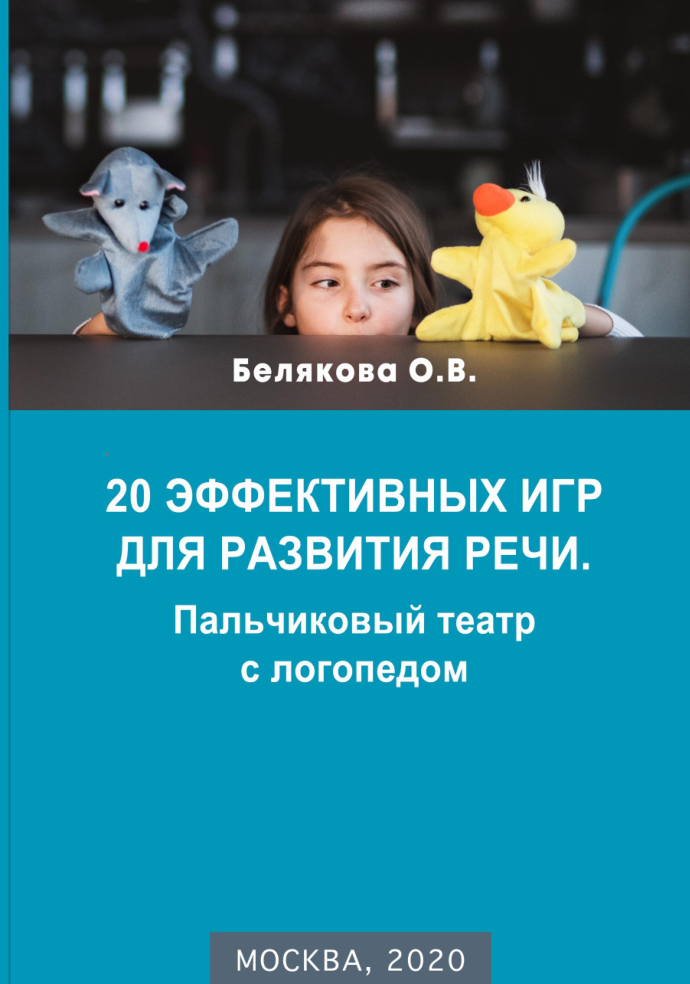 Белякова О.В.
20 ЭФФЕКТИВНЫХ ИГР
ДЛЯ РАЗВИТИЯ РЕЧИ.
Пальчиковый театр
с логопедом
МОСКВА, 2020